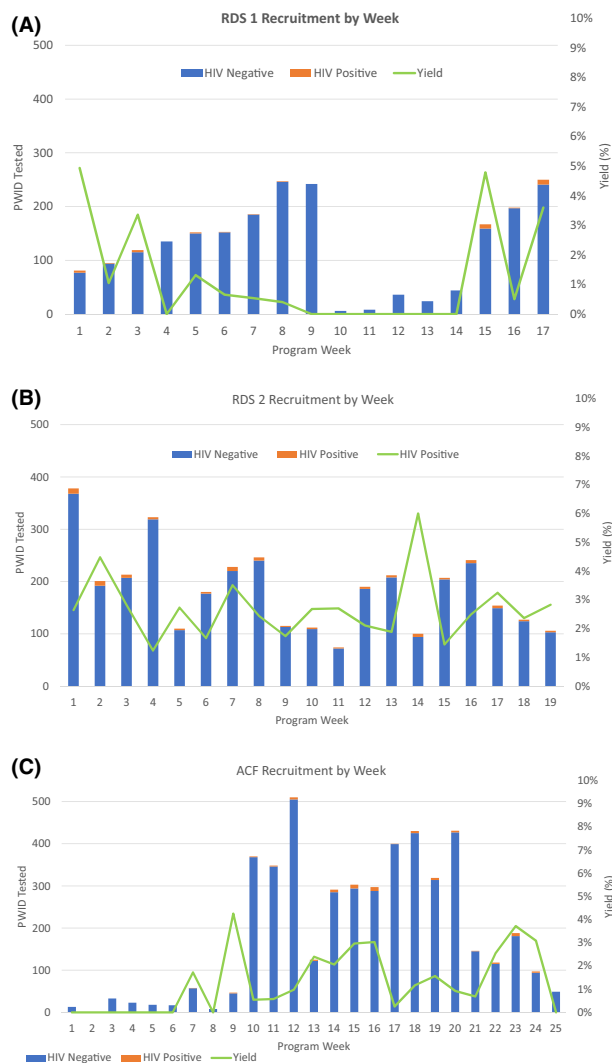 (A)
RDS 1 Recruitment by Week
HIV Negative HIV Positive Yield
PWID Tested
500
400
300
200
100
0
10%
9%
8%
7%
6%
5%
4%
3%
2%
1%
0%
Yield (%)
1 2 3 4 5 6 7 8 9 10 11 12 13 14 15 16 17
Program Week
(B)
RDS 2 Recruitment by Week
HIV Negative HIV Positive HIV Positive
PWID Tested
500
400
300
200
100
0
10%
9%
8%
7%
6%
5%
4%
3%
2%
1%
0%
Yield (%)
1 2 3 4 5 6 7 8 9 10 11 12 13 14 15 16 17 18 19
Program Week
(C)
ACF Recruitment by Week
PWID Tested
500
400
300
200
100
0
10%
9%
8%
7%
6%
5%
4%
3%
2%
1%
0%
Yield (%)
1 2 3 4 5 6 7 8 9 10 11 12 13 14 15 16 17 18 19 20 21 22 23 24 25
Program Week
HIV Negative HIV Positive Yield